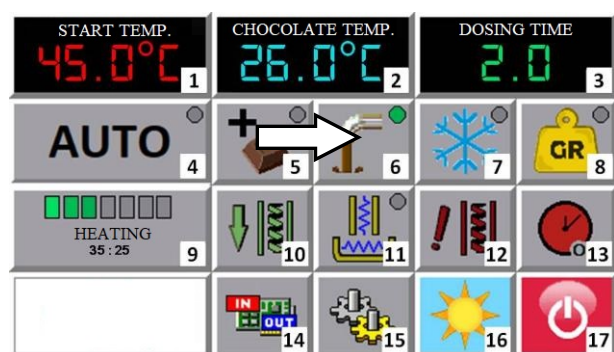 START TEMP.
45.0°C
1
CHOCOLATE TEMP.
26.0°C
2
DOSING TIME
2.0
3
AUTO
4
+
5
6
7
GR
8
HEATING
35:25
9
10
11
!
12
13
IN
OUT
14
15
16
17